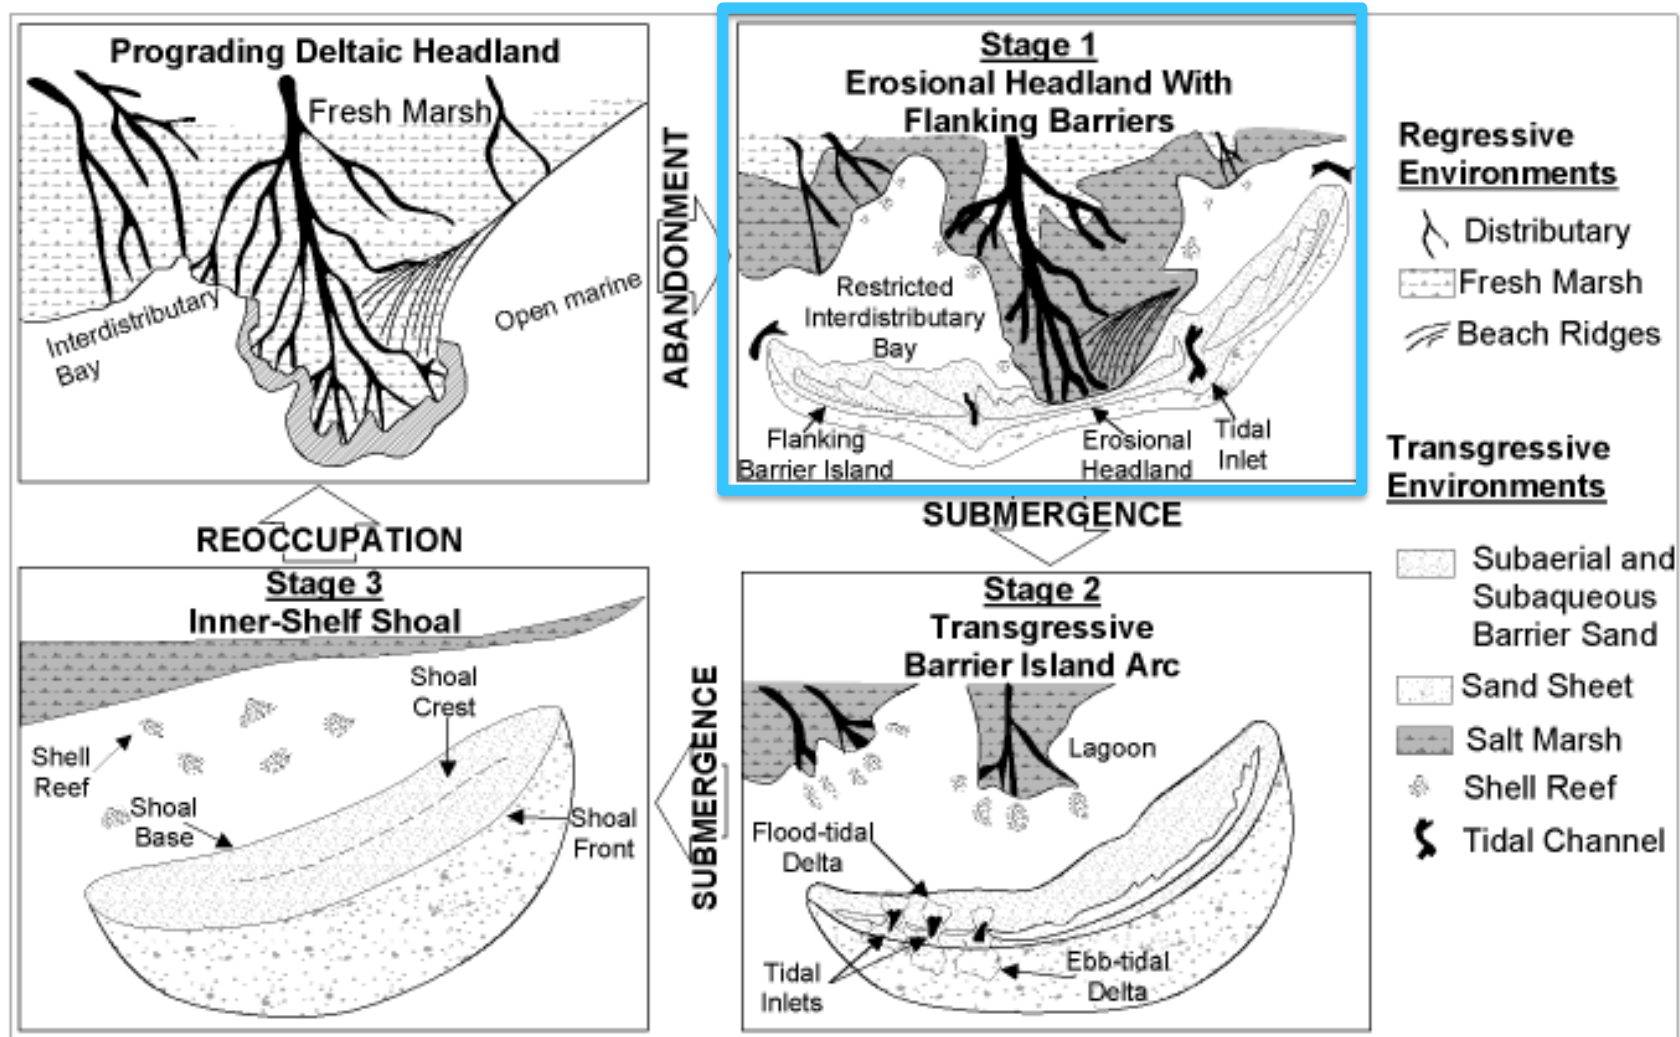 Prograding Deltaic Headland
Fresh Marsh
Interdistributary
Bay
Open marine
ABANDONMENT
Stage 1
Erosional Headland With
Flanking Barriers
Restricted
Interdistributary
Bay
Flanking
Barrier Island
Erosional
Headland
Tidal
Inlet
SUBMERGENCE
Stage 2
Transgressive
Barrier Island Arc
Lagoon
Flood-tidal
Delta
Tidal
Inlets
Ebb-tidal
Delta
SUBMERGENCE
Stage 3
Inner-Shelf Shoal
Shoal
Crest
Shell
Reef
Shoal
Base
Shoal
Front
REOCCUPATION
Regressive
Environments
Distributary
Fresh Marsh
Beach Ridges
Transgressive
Environments
Subaerial and
Subaqueous
Barrier Sand
Sand Sheet
Salt Marsh
Shell Reef
Tidal Channel